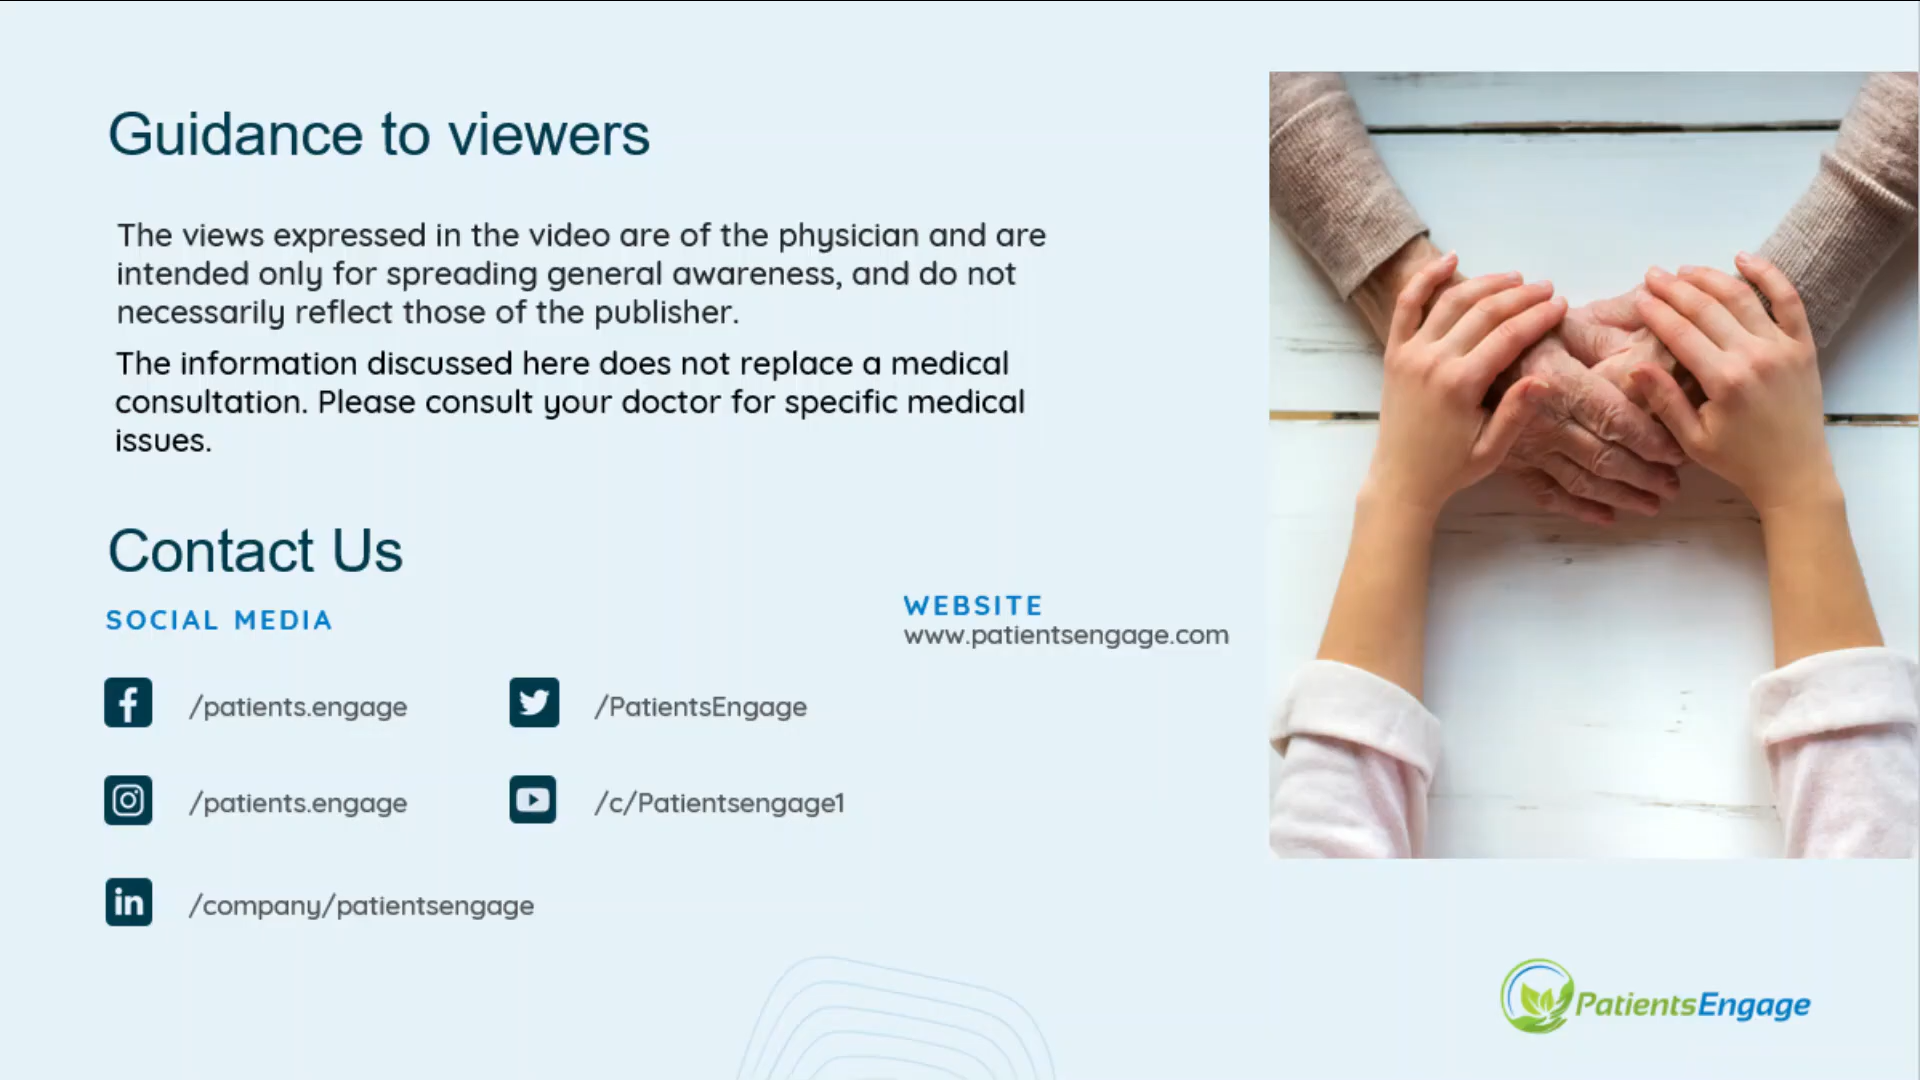 Guidance to viewers
The views expressed in the video are of the physician and are
intended only for spreading general awareness, and do not
necessarily reflect those of the publisher.
The information discussed here does not replace a medical
consultation. Please consult your doctor for specific medical
issues.
Contact Us
SOCIAL MEDIA
WEBSITE
www.patientsengage.com
/patients.engage
/PatientsEngage
/patients.engage
/c/Patientsengage1
in
/company/patientsengage
PatientsEngage